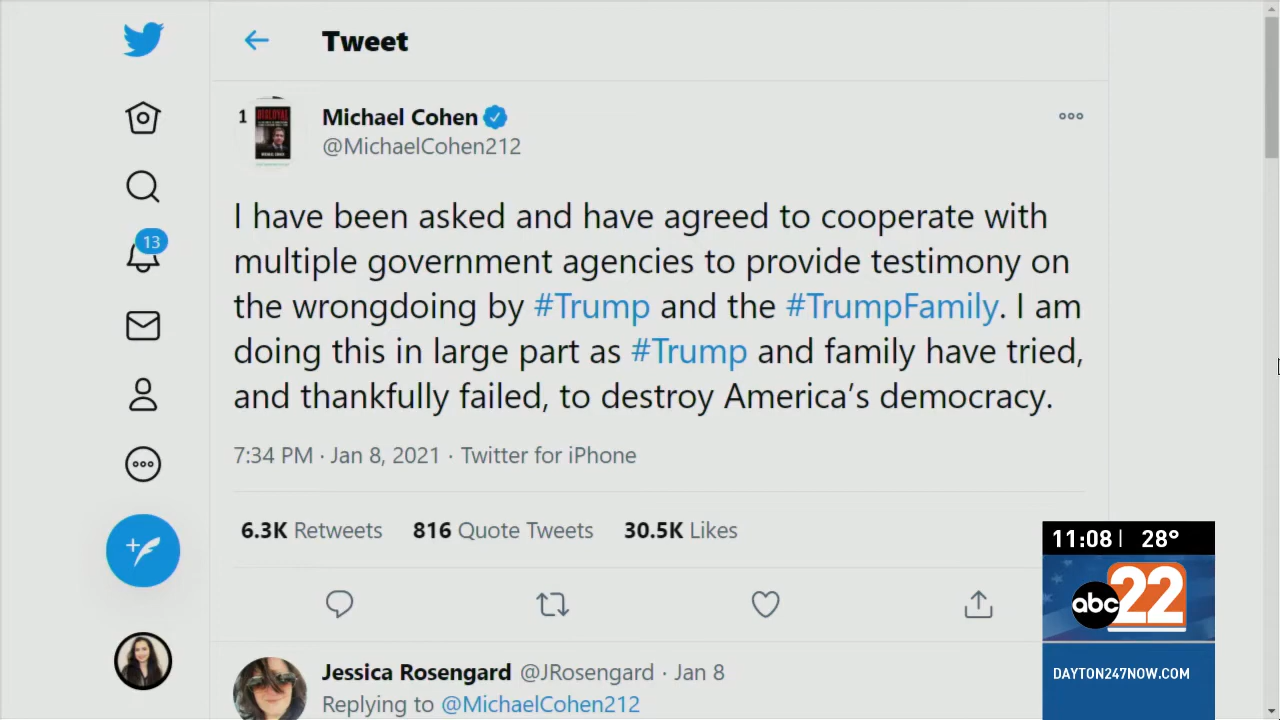 Tweet
1
Michael Cohen
@MichaelCohen212
I have been asked and have agreed to cooperate with
multiple government agencies to provide testimony on
the wrongdoing by #Trump and the #TrumpFamily. I am
doing this in large part as #Trump and family have tried,
and thankfully failed, to destroy America’s democracy.
7:34 PM · Jan 8, 2021 · Twitter for iPhone
6.3K Retweets 816 Quote Tweets 30.5K Likes
13
Jessica Rosengard @JRosengard · Jan 8
Replying to @MichaelCohen212
11:08 | 28°
abc 22
DAYTON247NOW.COM